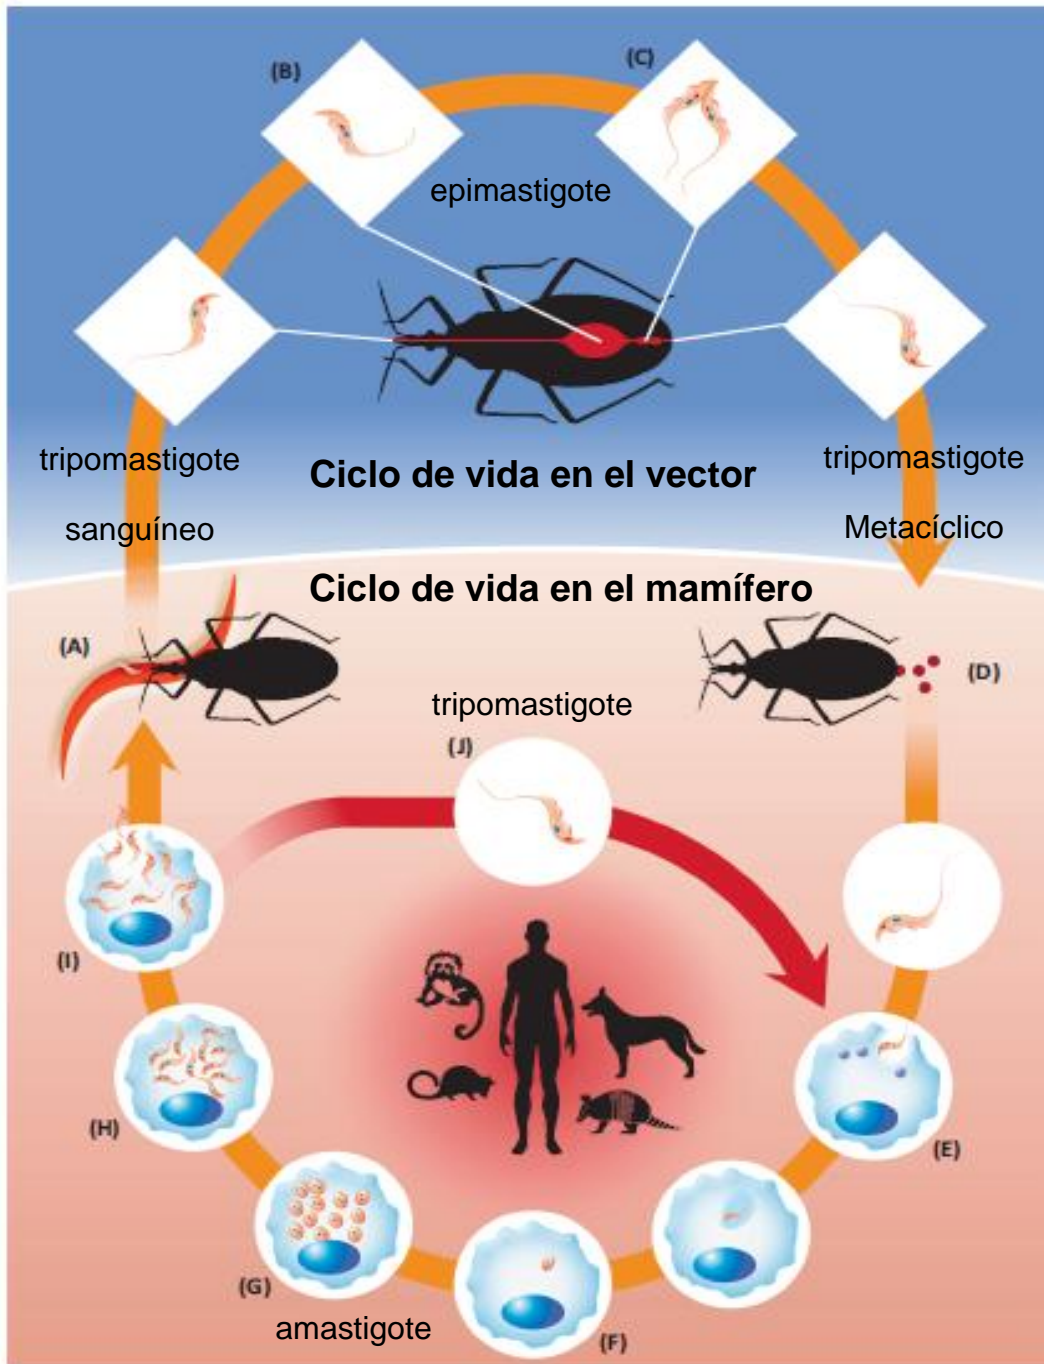 (B)
(C)
epimastigote
tripomastigote
sanguíneo
Ciclo de vida en el vector
tripomastigote
Metacíclico
Ciclo de vida en el mamífero
(A)
(D)
tripomastigote
(J)
(I)
(H)
(E)
(G)
amastigote
(F)